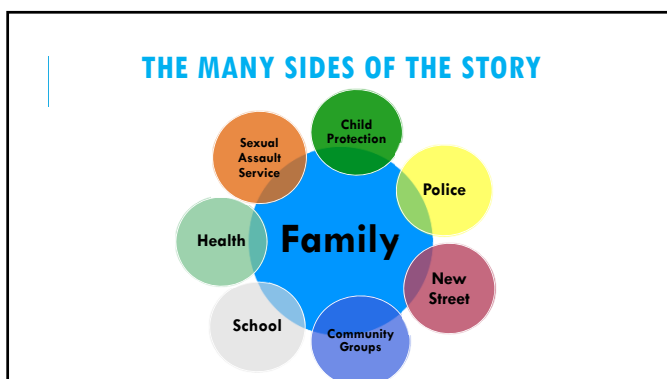 THE MANY SIDES OF THE STORY
Child
Protection
Sexual
Assault
Service
Police
Health
Family
New
Street
School
Community
Groups